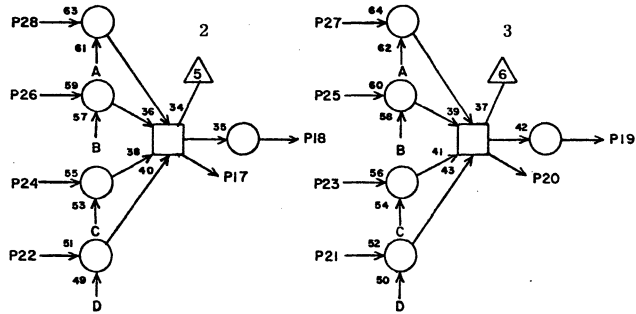 P28 63 2 P27 64 3
61 5 62 6
A A
P26 59 36 34 P25 60 39 37
57 35 P18 58 42 P19
B B
38 41
P24 55 40 P17 P23 56 43 P20
53 54
C C
P22 51 P21 52
49 50
D D